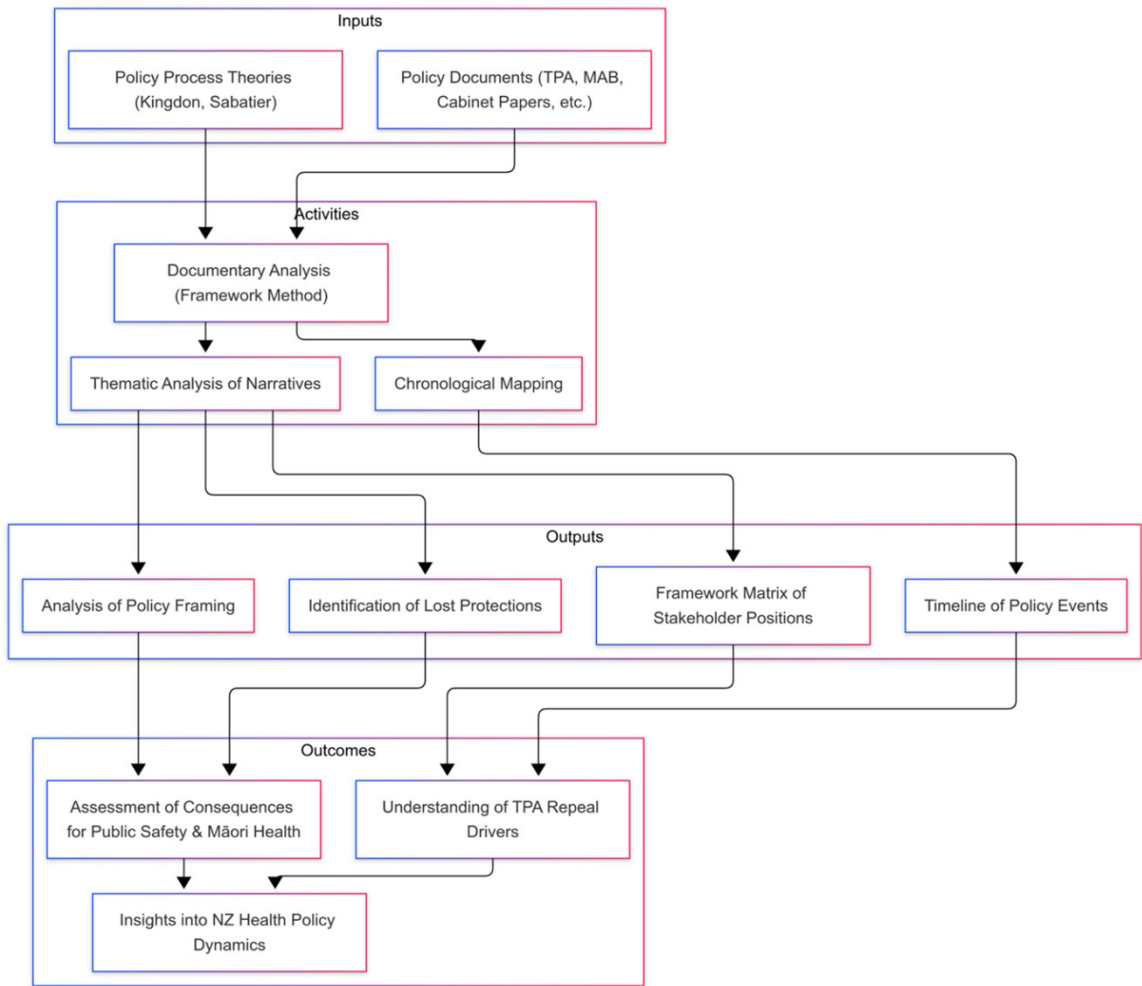 Inputs
Policy Process Theories
(Kingdon, Sabatier)
Policy Documents (TPA, MAB,
Cabinet Papers, etc.)
Activities
Documentary Analysis
(Framework Method)
Thematic Analysis of Narratives
Chronological Mapping
Outputs
Analysis of Policy Framing
Identification of Lost Protections
Framework Matrix of
Stakeholder Positions
Timeline of Policy Events
Outcomes
Assessment of Consequences
for Public Safety & Māori Health
Understanding of TPA Repeal
Drivers
Insights into NZ Health Policy
Dynamics